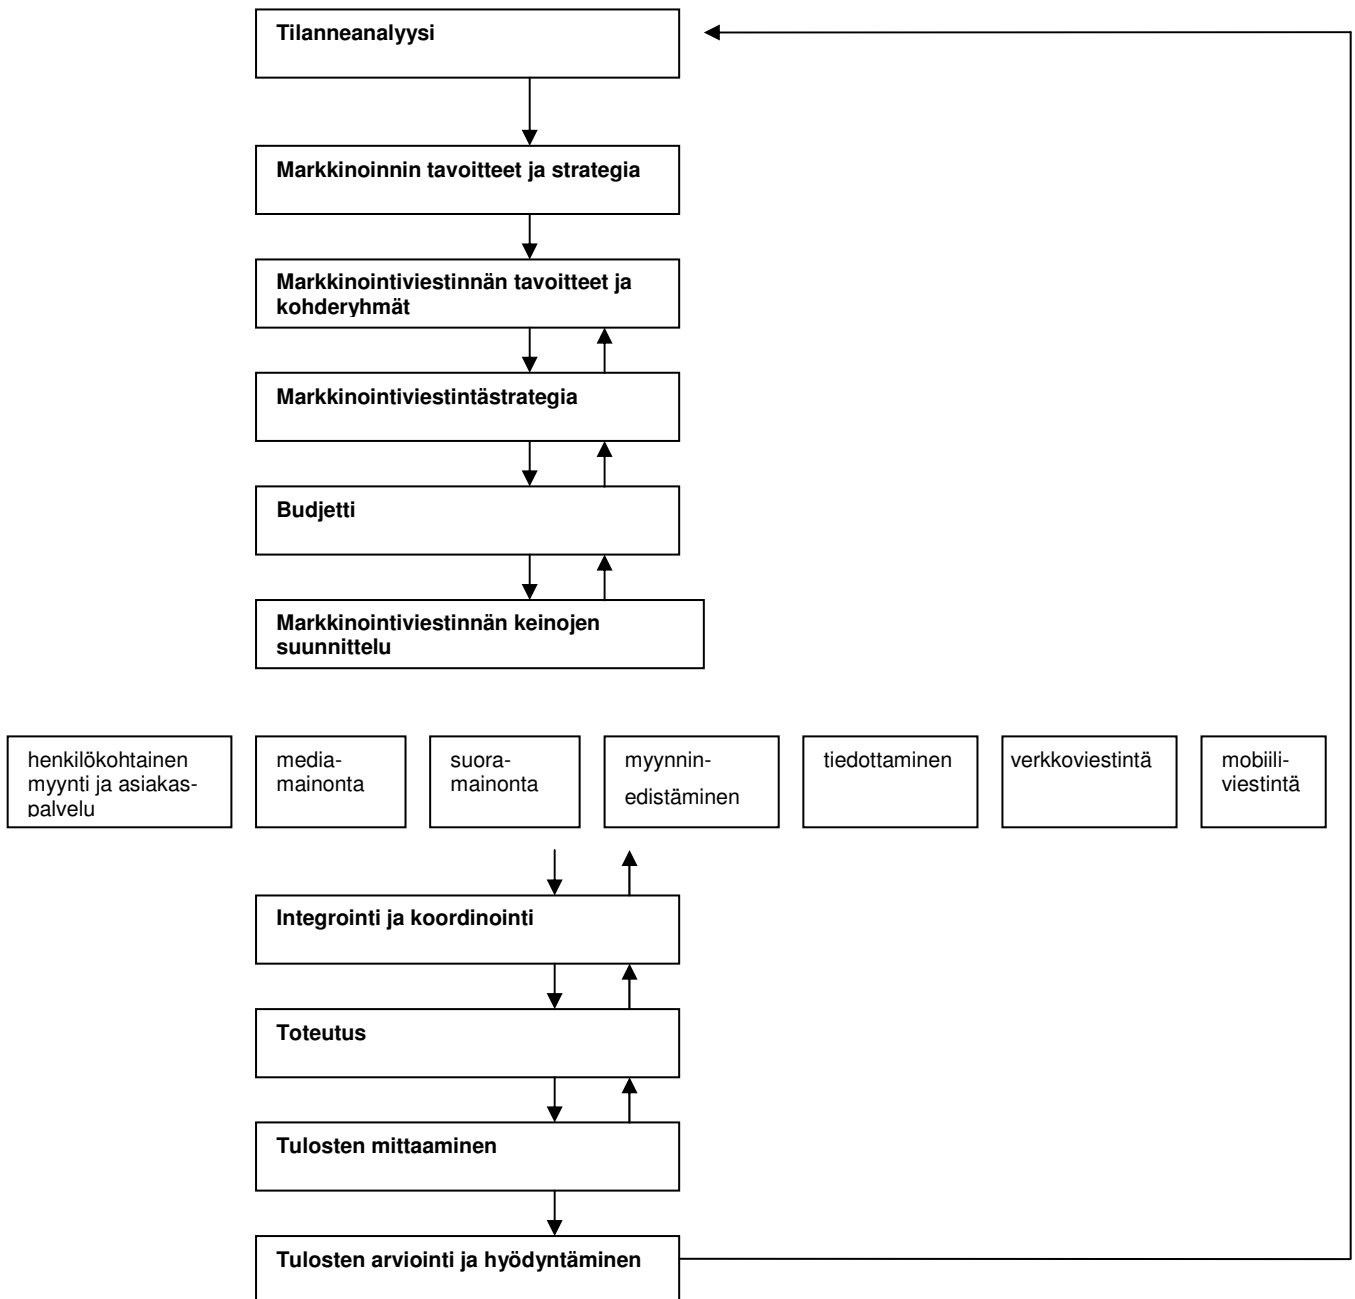 Tilanneanalyysi
Markkinoinnin tavoitteet ja strategia
Markkinointiviestinnän tavoitteet ja
kohderyhmät
Markkinointiviestintästrategia
Budjetti
Markkinointiviestinnän keinojen
suunnittelu
henkilökohtainen
myynti ja asiakas-
palvelu
media-
mainonta
suora-
mainonta
myynnin-
edistäminen
tiedottaminen
verkkoviestintä
mobiili-
viestintä
Integrointi ja koordinointi
Toteutus
Tulosten mittaaminen
Tulosten arviointi ja hyödyntäminen